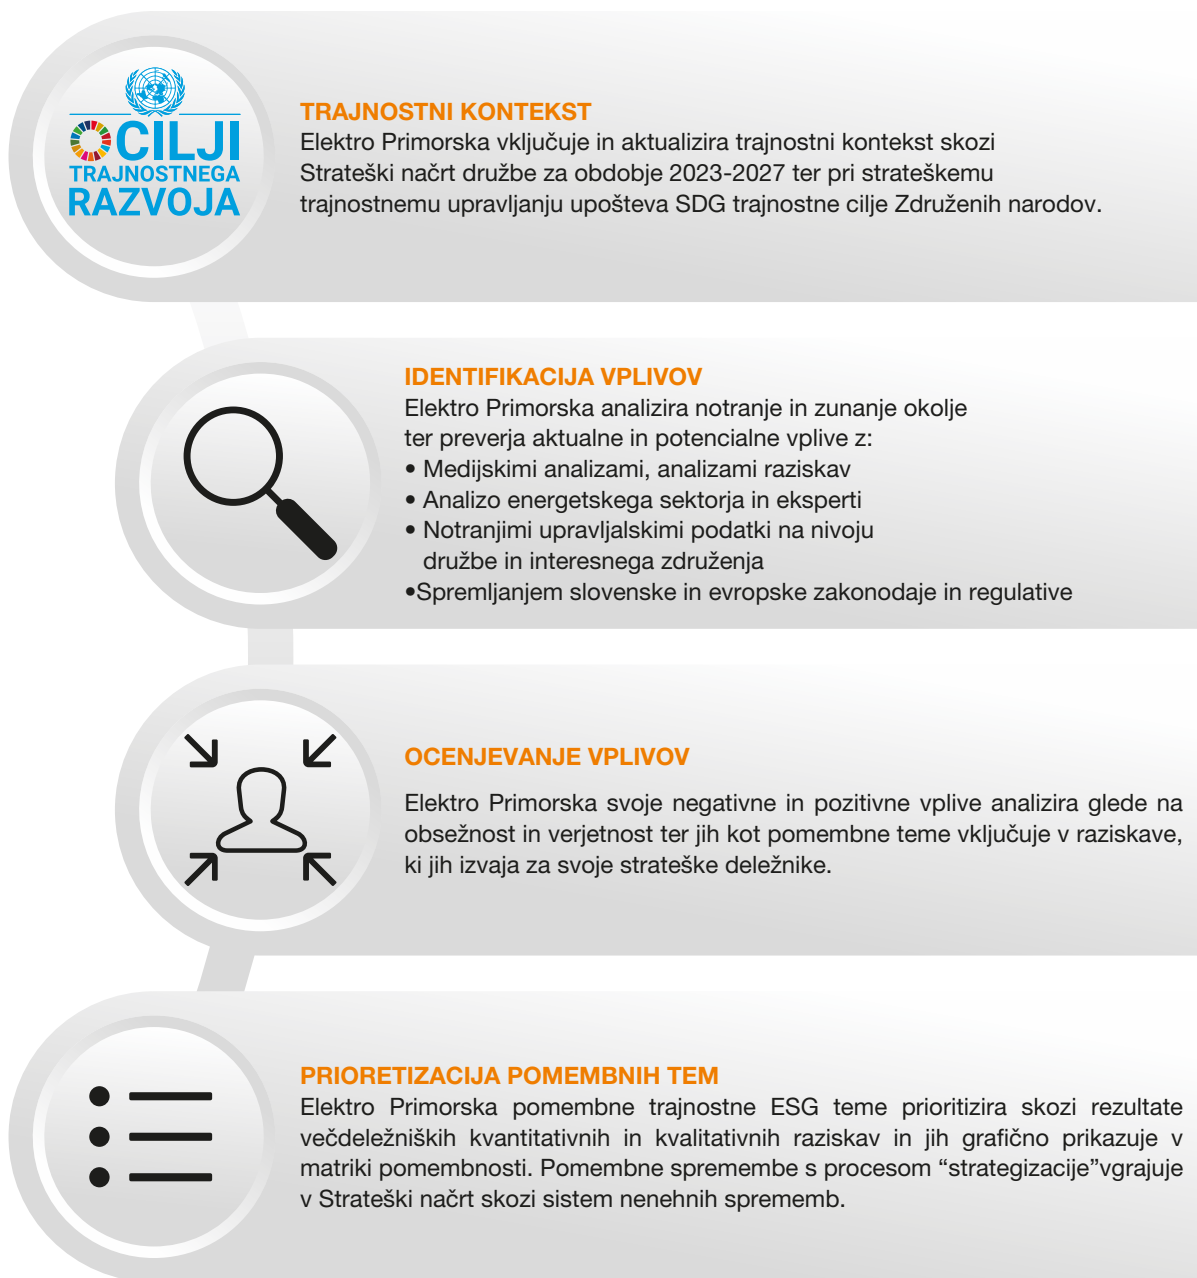 CILJI
TRAJNOSTNEGA
RAZVOJA
TRAJNOSTNI KONTEKST
Elektro Primorska vključuje in aktualizira trajnostni kontekst skozi
Strateški načrt družbe za obdobje 2023-2027 ter pri strateškemu
trajnostnemu upravljanju upošteva SDG trajnostne cilje Združenih narodov.
IDENTIFIKACIJA VPLIVOV
Elektro Primorska analizira notranje in zunanje okolje
ter preverja aktualne in potencialne vplive z:
• Medijskimi analizami, analizami raziskav
• Analizo energetskega sektorja in eksperti
• Notranjimi upravljalskimi podatki na nivoju
družbe in interesnega združenja
•Spremljanjem slovenske in evropske zakonodaje in regulative
OCENJEVANJE VPLIVOV
Elektro Primorska svoje negativne in pozitivne vplive analizira glede na
obsežnost in verjetnost ter jih kot pomembne teme vključuje v raziskave,
ki jih izvaja za svoje strateške deležnike.
PRIORETIZACIJA POMEMBNIH TEM
Elektro Primorska pomembne trajnostne ESG teme prioritizira skozi rezultate
večdeležniških kvantitativnih in kvalitativnih raziskav in jih grafično prikazuje v
matriki pomembnosti. Pomembne spremembe s procesom “strategizacije”vgrajuje
v Strateški načrt skozi sistem nenehnih sprememb.